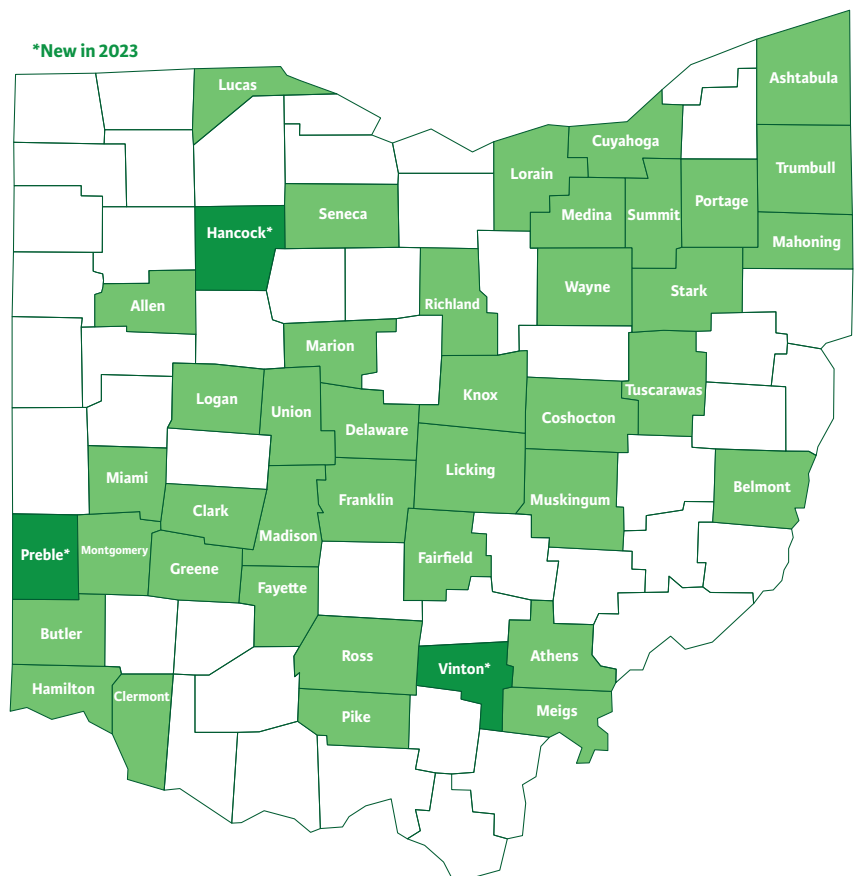 *New in 2023
Lucas
Ashtabula
Cuyahoga
Lorain
Trumbull
Medina
Summit
Portage
Seneca
Hancock*
Mahoning
Wayne
Stark
Allen
Richland
Marion
Logan
Union
Knox
Tuscarawas
Coshocton
Delaware
Licking
Miami
Belmont
Franklin
Muskingum
Clark
Madison
Preble*
Montgomery
Greene
Fairfield
Fayette
Butler
Ross
Vinton*
Athens
Hamilton
Clermont
Pike
Meigs